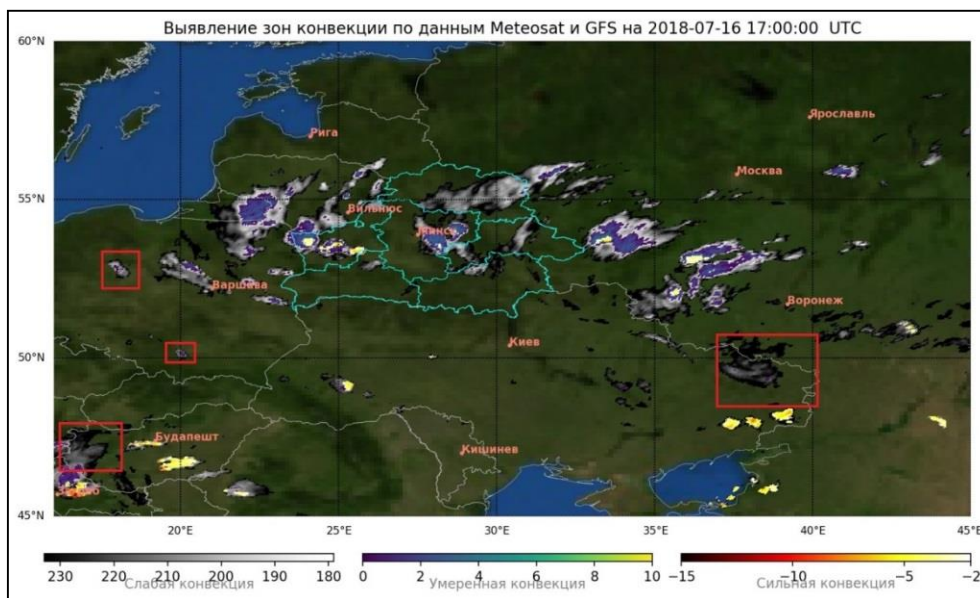 Выявление зон конвекции по данным Meteosat и GFS на 2018-07-16 17:00:00 UTC
60°N
Ярославль
Рига
Москва
55°N
Вильнюс
Минск
Варшава
Воронеж
Киев
50°N
Будапешт
Кишинев
45°N
20°E 25°E 30°E 35°E 40°E 45°E
230 220 210 200 190 180 0 2 4 6 8 10 −15 −10 −5 −2
Слабая конвекция Умеренная конвекция Сильная конвекция